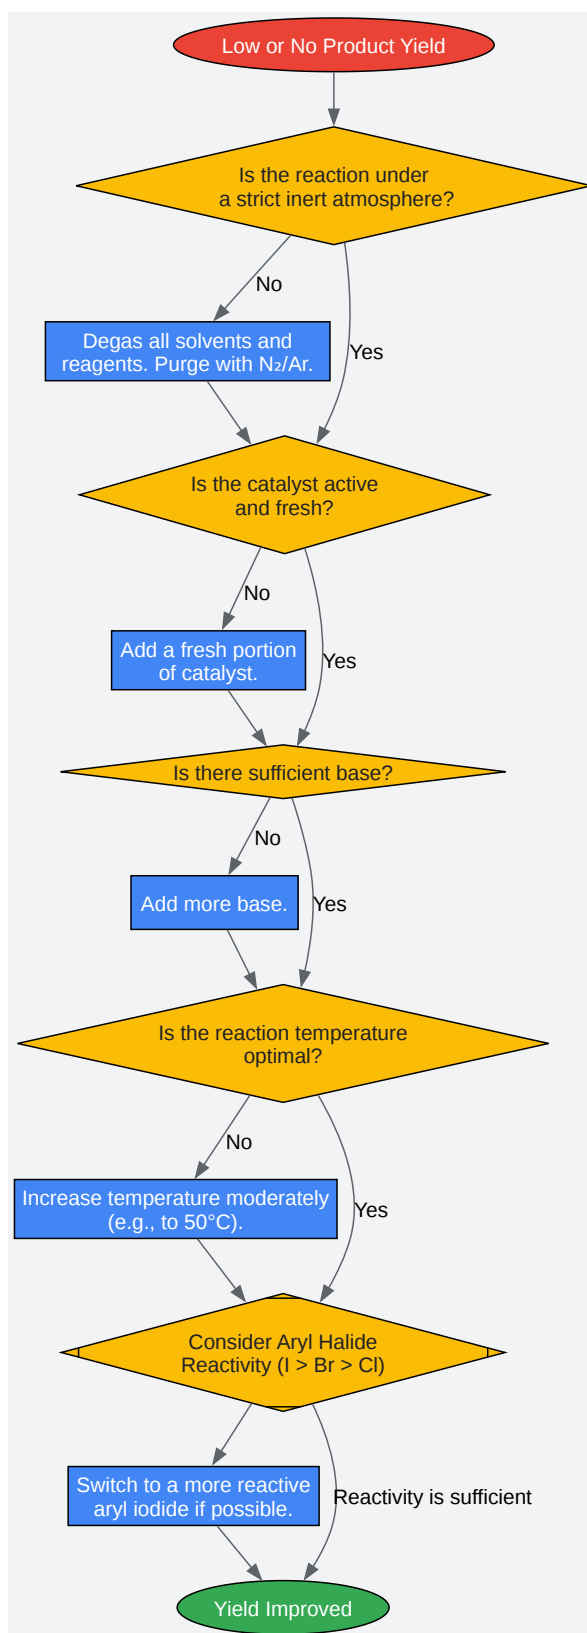 Low or No Product Yield
Is the reaction under
a strict inert atmosphere?
No
Degas all solvents and
reagents. Purge with N₂/Ar.
Yes
Is the catalyst active
and fresh?
No
Add a fresh portion
of catalyst.
Yes
Is there sufficient base?
No
Add more base.
Yes
Is the reaction temperature
optimal?
No
Increase temperature moderately
(e.g., to 50°C).
Yes
Consider Aryl Halide
Reactivity (I > Br > Cl)
Switch to a more reactive
aryl iodide if possible.
Reactivity is sufficient
Yield Improved